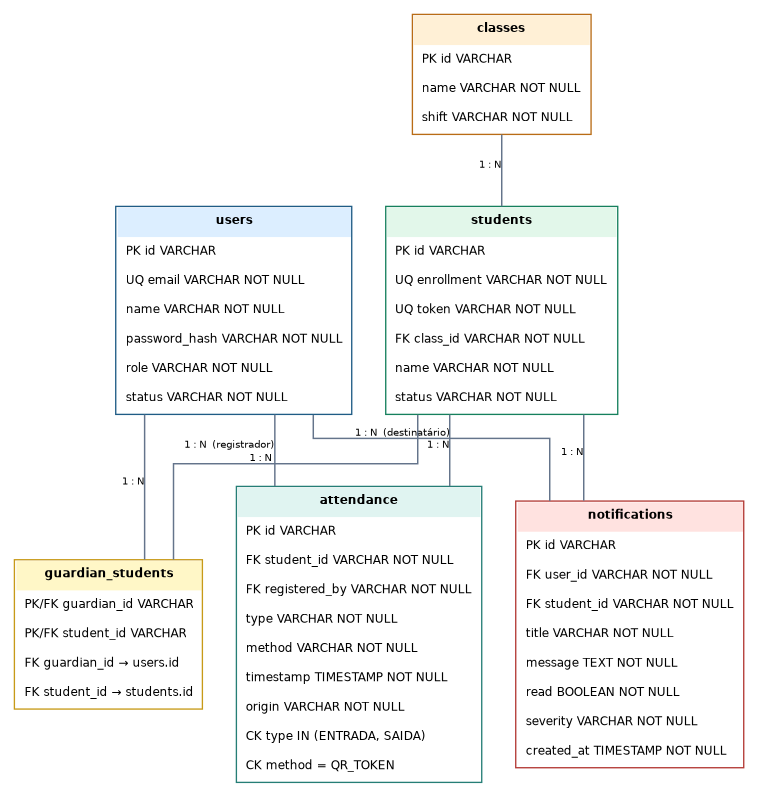 classes
PK id VARCHAR
name VARCHAR NOT NULL
shift VARCHAR NOT NULL
1 : N
users
PK id VARCHAR
UQ email VARCHAR NOT NULL
name VARCHAR NOT NULL
password_hash VARCHAR NOT NULL
role VARCHAR NOT NULL
status VARCHAR NOT NULL
students
PK id VARCHAR
UQ enrollment VARCHAR NOT NULL
UQ token VARCHAR NOT NULL
FK class_id VARCHAR NOT NULL
name VARCHAR NOT NULL
status VARCHAR NOT NULL
1 : N (destinatário)
1 : N (registrador)
1 : N
1 : N
1 : N
1 : N
guardian_students
PK/FK guardian_id VARCHAR
PK/FK student_id VARCHAR
FK guardian_id → users.id
FK student_id → students.id
attendance
PK id VARCHAR
FK student_id VARCHAR NOT NULL
FK registered_by VARCHAR NOT NULL
type VARCHAR NOT NULL
method VARCHAR NOT NULL
timestamp TIMESTAMP NOT NULL
origin VARCHAR NOT NULL
CK type IN (ENTRADA, SAIDA)
CK method = QR_TOKEN
notifications
PK id VARCHAR
FK user_id VARCHAR NOT NULL
FK student_id VARCHAR NOT NULL
title VARCHAR NOT NULL
message TEXT NOT NULL
read BOOLEAN NOT NULL
severity VARCHAR NOT NULL
created_at TIMESTAMP NOT NULL